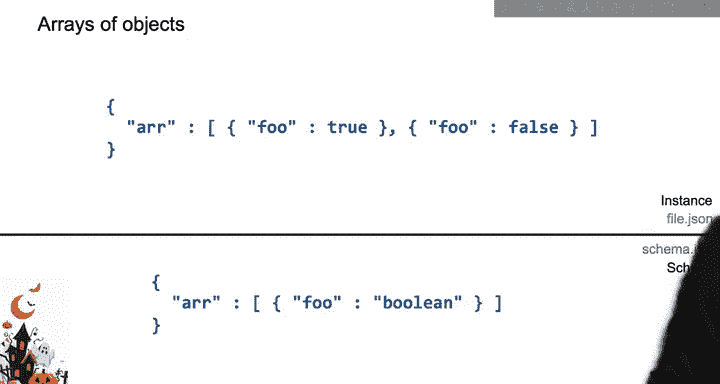 Arrays of objects
{
"arr" : [ { "foo" : true }, { "foo" : false } ]
}
Instance
file.json
{
"arr" : [ { "foo" : "boolean" } ]
}